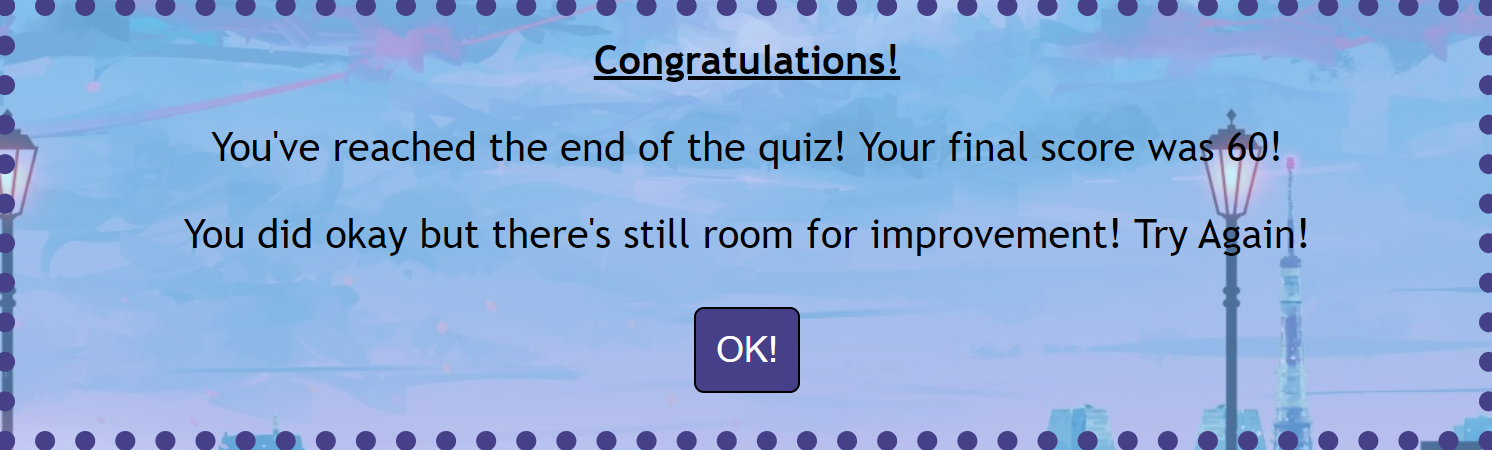 Congratulations!
You've reached the end of the quiz! Your final score was 60!
You did okay but there's still room for improvement! Try Again!
OK!